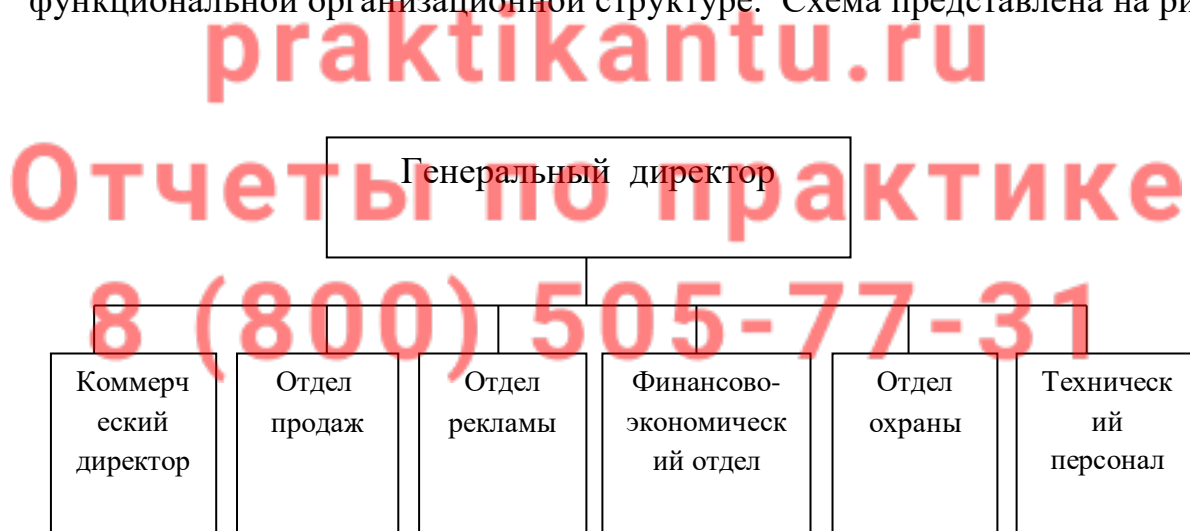 функциональной организационной структуре. Схема представлена на ри
praktikantu.ru
Генеральный директор
Отчеты по практике
8 (800) 505-77-31
Коммерч
еский
директор
Отдел
продаж
Отдел
рекламы
Финансово-
экономическ
ий отдел
Отдел
охраны
Техническ
ий
персонал